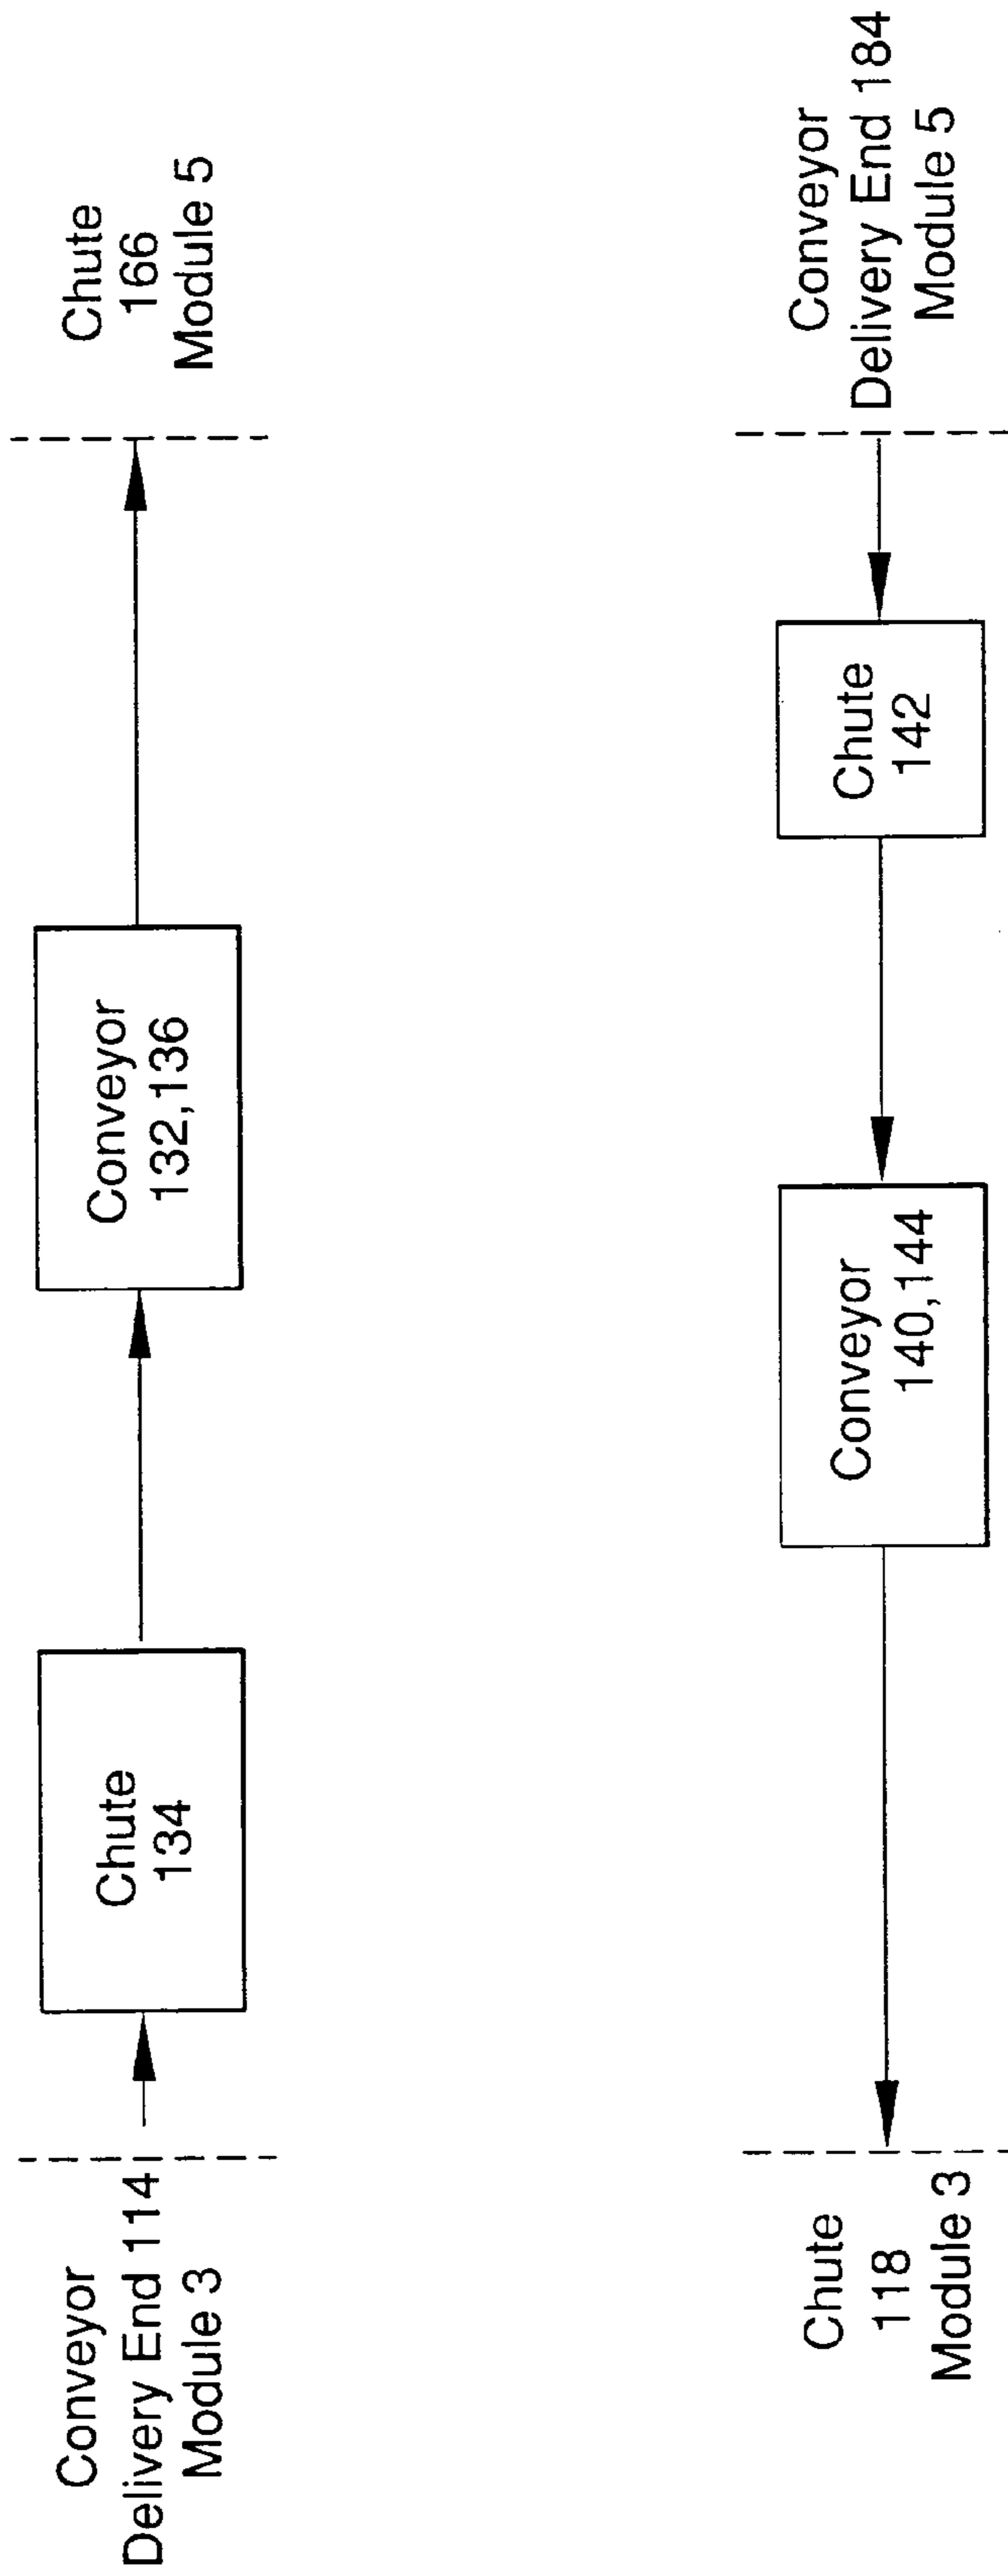 Conveyor
Delivery End 114
Module 3
Chute
134
Conveyor
132,136
Chute
166
Module 5
Chute
118
Module 3
Conveyor
140,144
Chute
142
Conveyor
Delivery End 184
Module 5